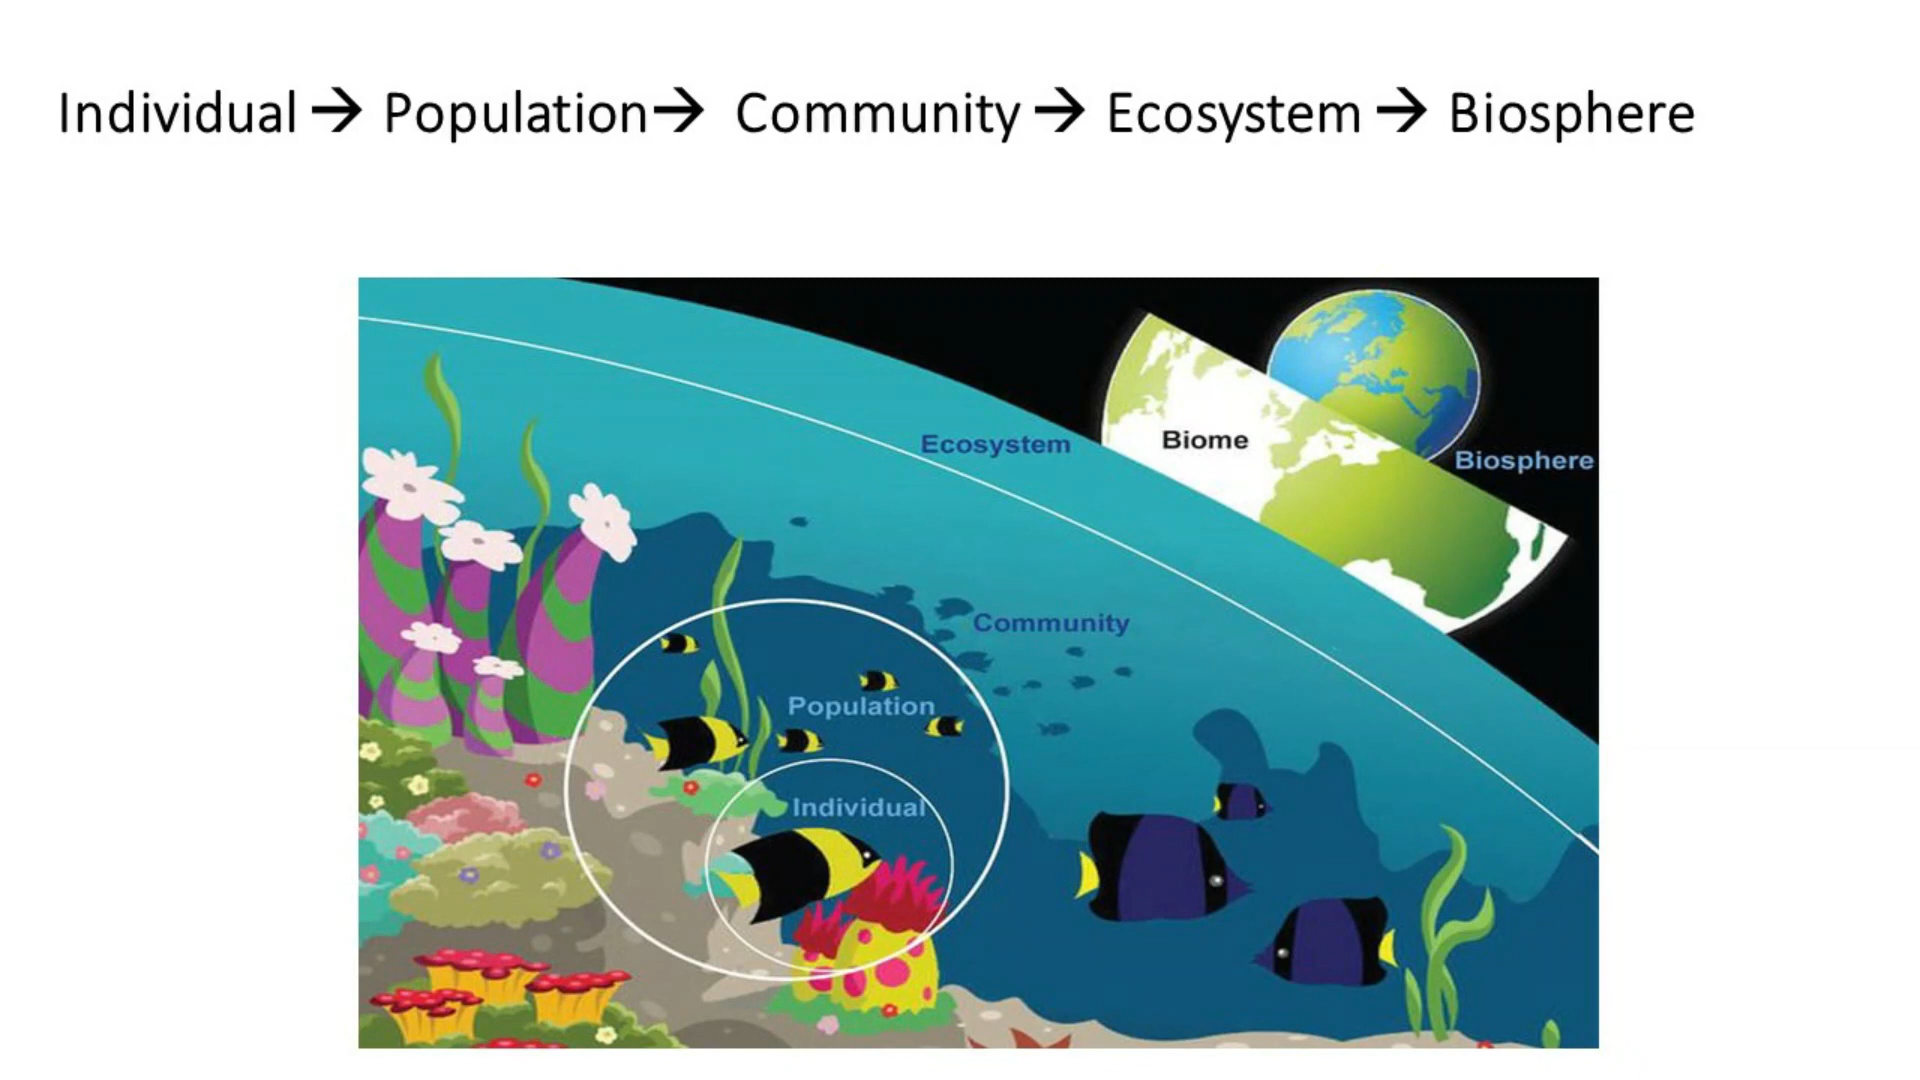 Individual → Population→ Community → Ecosystem → Biosphere
Ecosystem
Biome
Biosphere
Community
Population
Individual